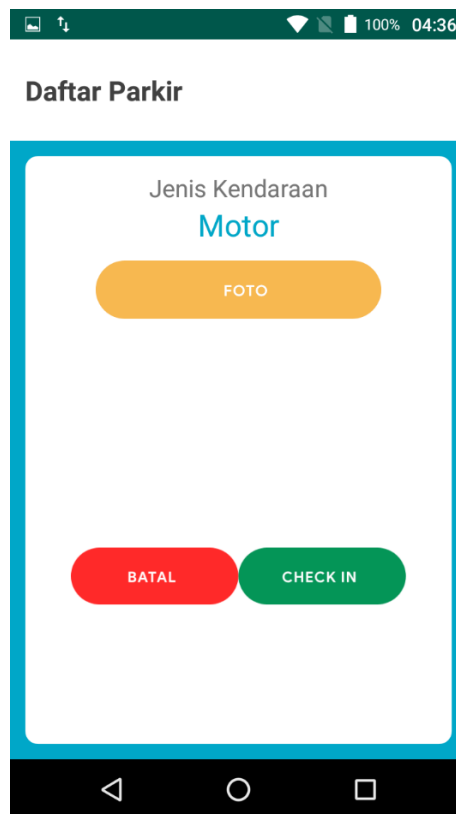 100% 04:36
Daftar Parkir
Jenis Kendaraan
Motor
FOTO
BATAL CHECK IN